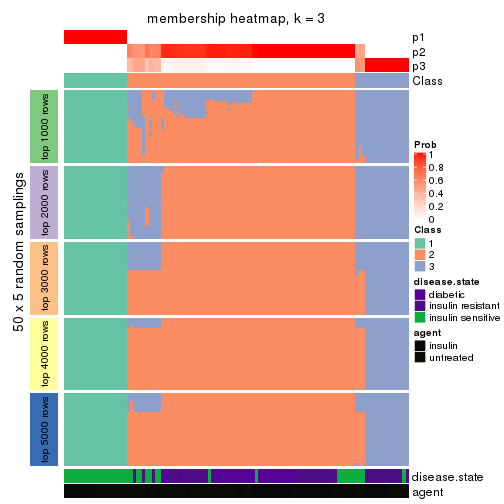 membership heatmap, k = 3
p1
p2
p3
Class
50 x 5 random samplings
top 1000 rows
top 2000 rows
top 3000 rows
top 4000 rows
top 5000 rows
Prob
1
0.8
0.6
0.4
0.2
0
Class
1
2
3
disease.state
diabetic
insulin resistant
insulin sensitive
agent
insulin
untreated
disease.state
agent